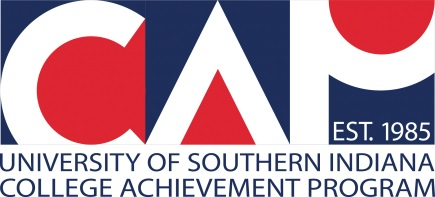 CAP
EST. 1985
UNIVERSITY OF SOUTHERN INDIANA
COLLEGE ACHIEVEMENT PROGRAM